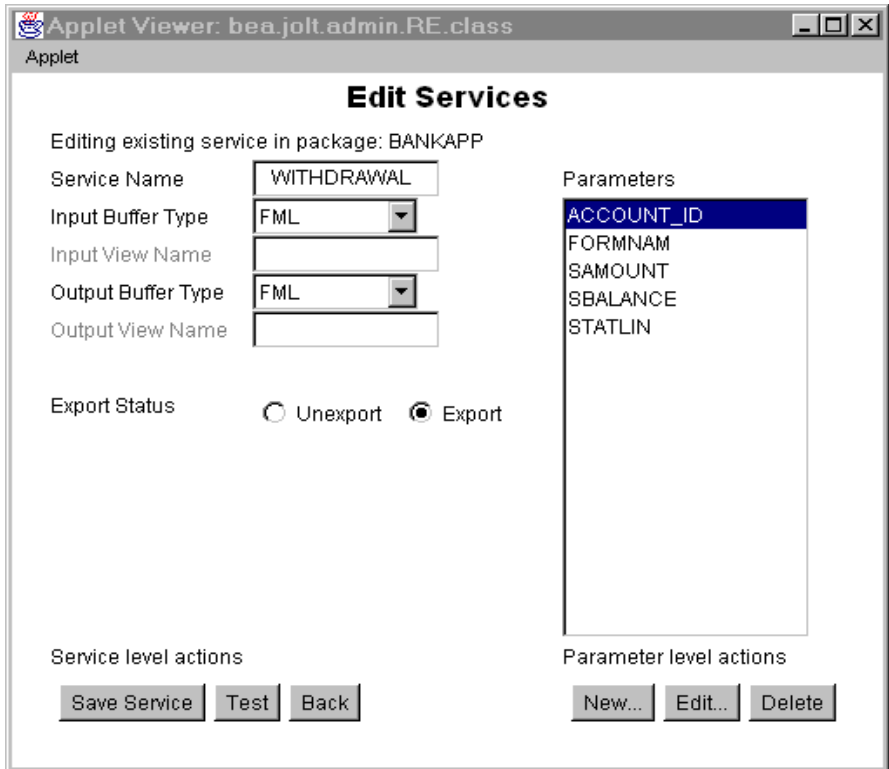 Applet Viewer: bea.jolt.admin.RE.class
Applet
Edit Services
Editing existing service in package: BANKAPP
Service Name WITHDRAWAL
Input Buffer Type FML
Input View Name
Output Buffer Type FML
Output View Name
Export Status Unexport Export
Parameters
ACCOUNT_ID
FORMNAM
SAMOUNT
SBALANCE
STATLIN
Service level actions
Save Service Test Back
Parameter level actions
New... Edit... Delete